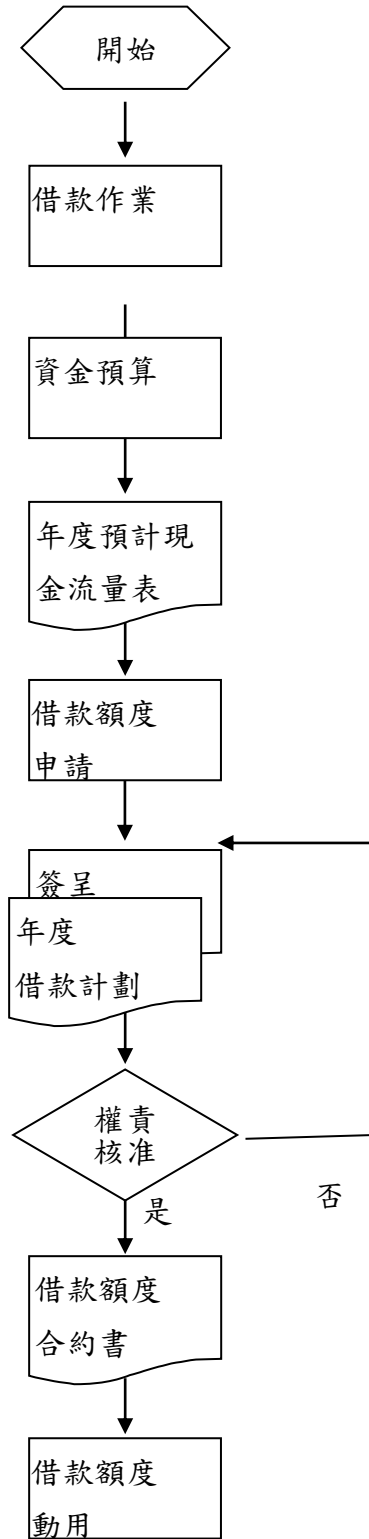 開始
借款作業
資金預算
年度預計現
金流量表
借款額度
申請
簽呈
年度
借款計劃
權責
核准
是
否
借款額度
合約書
借款額度
動用